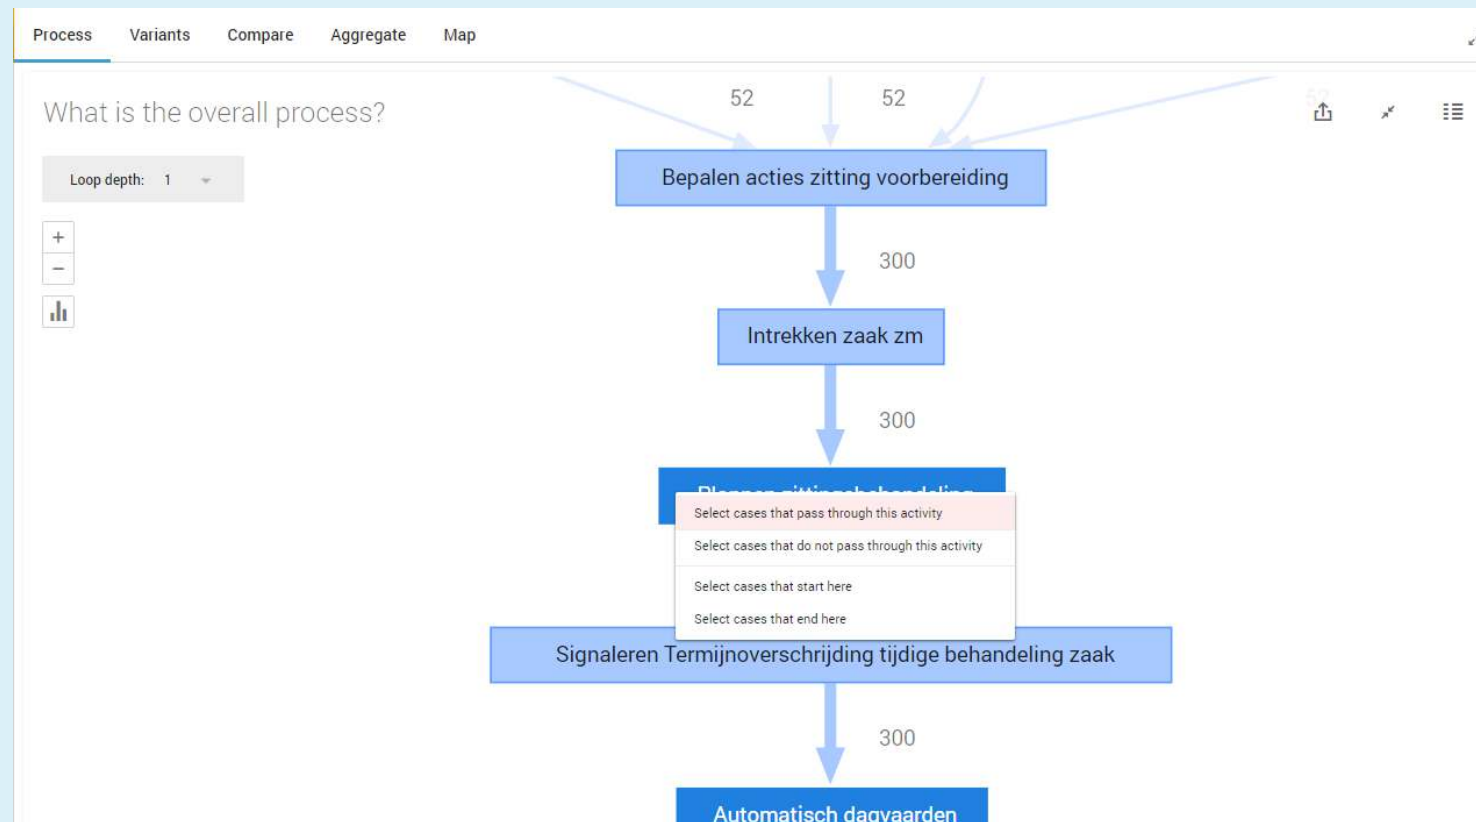 Process Variants Compare Aggregate Map
What is the overall process?
52 52 52
Loop depth: 1
Bepalen acties zitting voorbereiding
300
Intrekken zaak zm
300
Plannen zittingsbehandeling
Select cases that pass through this activity
Select cases that do not pass through this activity
Select cases that start here
Select cases that end here
Signaleren Termijnoverschrijding tijdige behandeling zaak
300
Automatisch dagvaarden